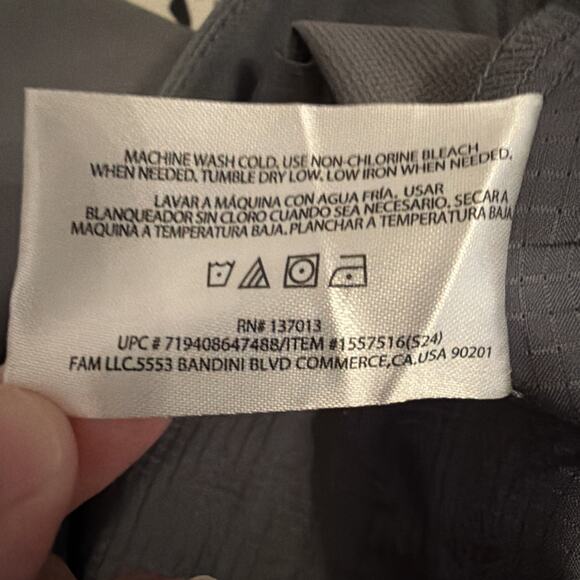 MACHINE WASH COLD. USE NON-CHLORINE BLEACH
WHEN NEEDED. TUMBLE DRY LOW. LOW IRON WHEN NEEDED.
LAVAR A MÁQUINA CON AGUA FRÍA. USAR
BLANQUEADOR SIN CLORO CUANDO SEA NECESARIO. SECAR A
MAQUINA A TEMPERATURA BAJA. PLANCHAR A TEMPERATURA BAJA
RN# 137013
UPC # 719408647488/ITEM #1557516(S24)
FAM LLC.5553 BANDINI BLVD COMMERCE,CA.USA 90201